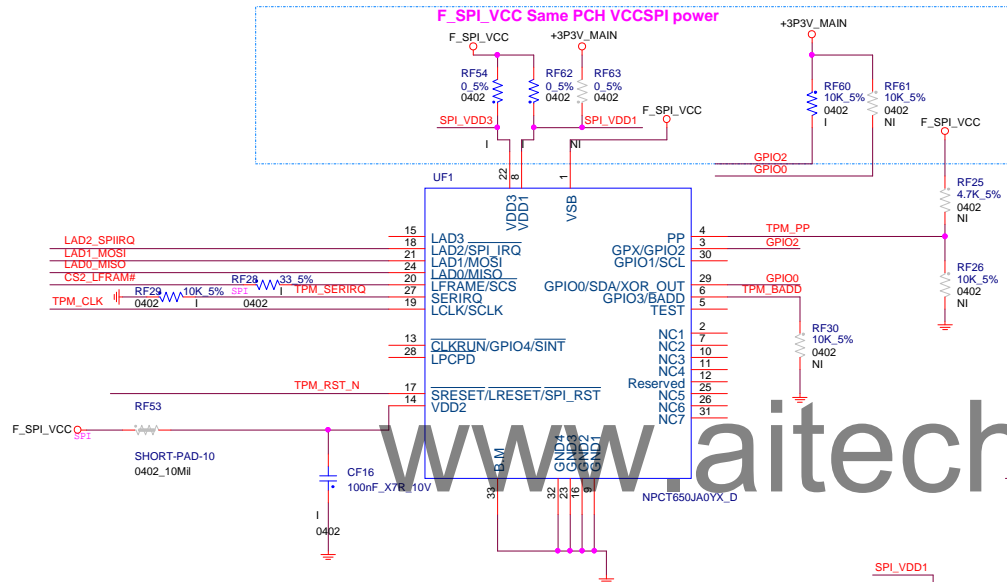 F_SPI_VCC Same PCH VCCSPI power
F_SPI_VCC
+3P3V_MAIN
+3P3V_MAIN
RF54
0_5%
0402
I
RF62
0_5%
0402
I
RF63
0_5%
0402
NI
RF60
10K_5%
0402
I
RF61
10K_5%
0402
NI
F_SPI_VCC
F_SPI_VCC
SPI_VDD3
SPI_VDD1
GPIO2
GPIO0
RF25
4.7K_5%
0402
NI
UF1
22
8
1
VDD3
VDD1
VSB
LAD2_SPIIRQ
LAD1_MOSI
LAD0_MISO
CS2_LFRAM#
RF28
33_5%
SPI
I
0402
RF29
10K_5%
0402
I
TPM_SERIRQ
TPM_CLK
15
LAD3
18
LAD2/SPI_IRQ
21
LAD1/MOSI
24
LAD0/MISO
20
LFRAME/SCS
27
SERIRQ
19
LCLK/SCLK
13
CLKRUN/GPIO4/SINT
28
LPCPD
TPM_RST_N
17
SRESET/LRESET/SPI_RST
14
VDD2
PP
4
TPM_PP
GPX/GPIO2
3
GPIO2
GPIO1/SCL
30
GPIO0/SDA/XOR_OUT
29
GPIO0
GPIO3/BADD
6
TPM_BADD
TEST
5
NC1
2
NC2
7
NC3
10
NC4
11
Reserved
12
NC5
25
NC6
26
NC7
31
RF26
10K_5%
0402
NI
RF30
10K_5%
0402
NI
RF53
F_SPI_VCC
SPI
SHORT-PAD-10
0402_10Mil
CF16
100nF_X7R_10V
I
0402
B_M
GND4
GND3
GND2
GND1
33
32
23
16
9
NPCT650JA0YX_D
www.aitech
SPI_VDD1